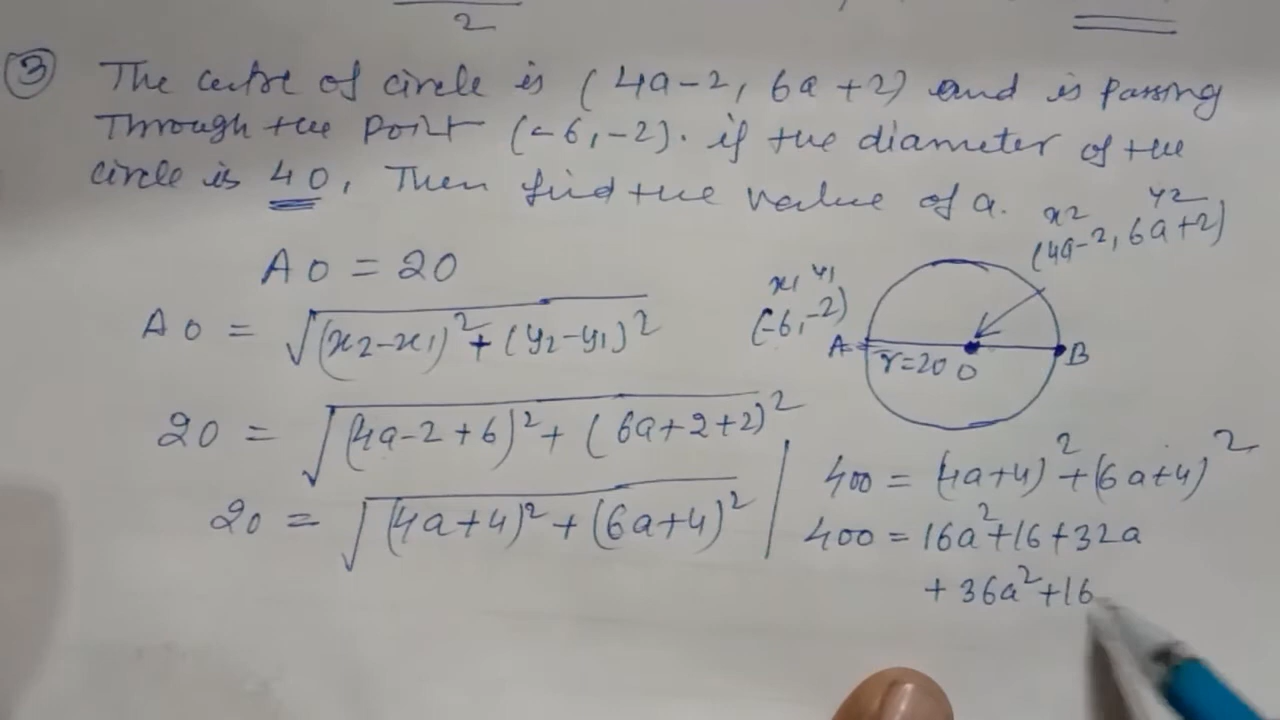 2
③ The centre of circle is (4a-2, 6a+2) and is passing
through the point (-6,-2). if the diameter of the
circle is 40, Then find the value of a.
x2 y2
(4a-2, 6a+2)
AO = 20
x1 y1
(-6,-2)
AO = √(x2-x1)²+(y2-y1)²
A r=20 O B
20 = √(4a-2+6)²+(6a+2+2)²
20 = √(4a+4)²+(6a+4)²
400 = (4a+4)²+(6a+4)²
400 = 16a²+16+32a
+36a²+16